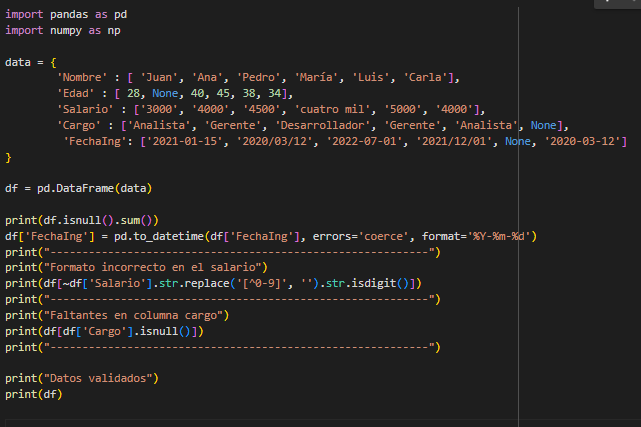 import pandas as pd
import numpy as np
data = {
'Nombre' : [ 'Juan', 'Ana', 'Pedro', 'María', 'Luis', 'Carla'],
'Edad' : [ 28, None, 40, 45, 38, 34],
'Salario' : ['3000', '4000', '4500', 'cuatro mil', '5000', '4000'],
'Cargo' : ['Analista', 'Gerente', 'Desarrollador', 'Gerente', 'Analista', None],
'FechaIng': ['2021-01-15', '2020/03/12', '2022-07-01', '2021/12/01', None, '2020-03-12']
}
df = pd.DataFrame(data)
print(df.isnull().sum())
df['FechaIng'] = pd.to_datetime(df['FechaIng'], errors='coerce', format='%Y-%m-%d')
print("------------------------------------------------------------")
print("Formato incorrecto en el salario")
print(df[~df['Salario'].str.replace('[^0-9]', '').str.isdigit()])
print("------------------------------------------------------------")
print("Faltantes en columna cargo")
print(df[df['Cargo'].isnull()])
print("------------------------------------------------------------")
print("Datos validados")
print(df)